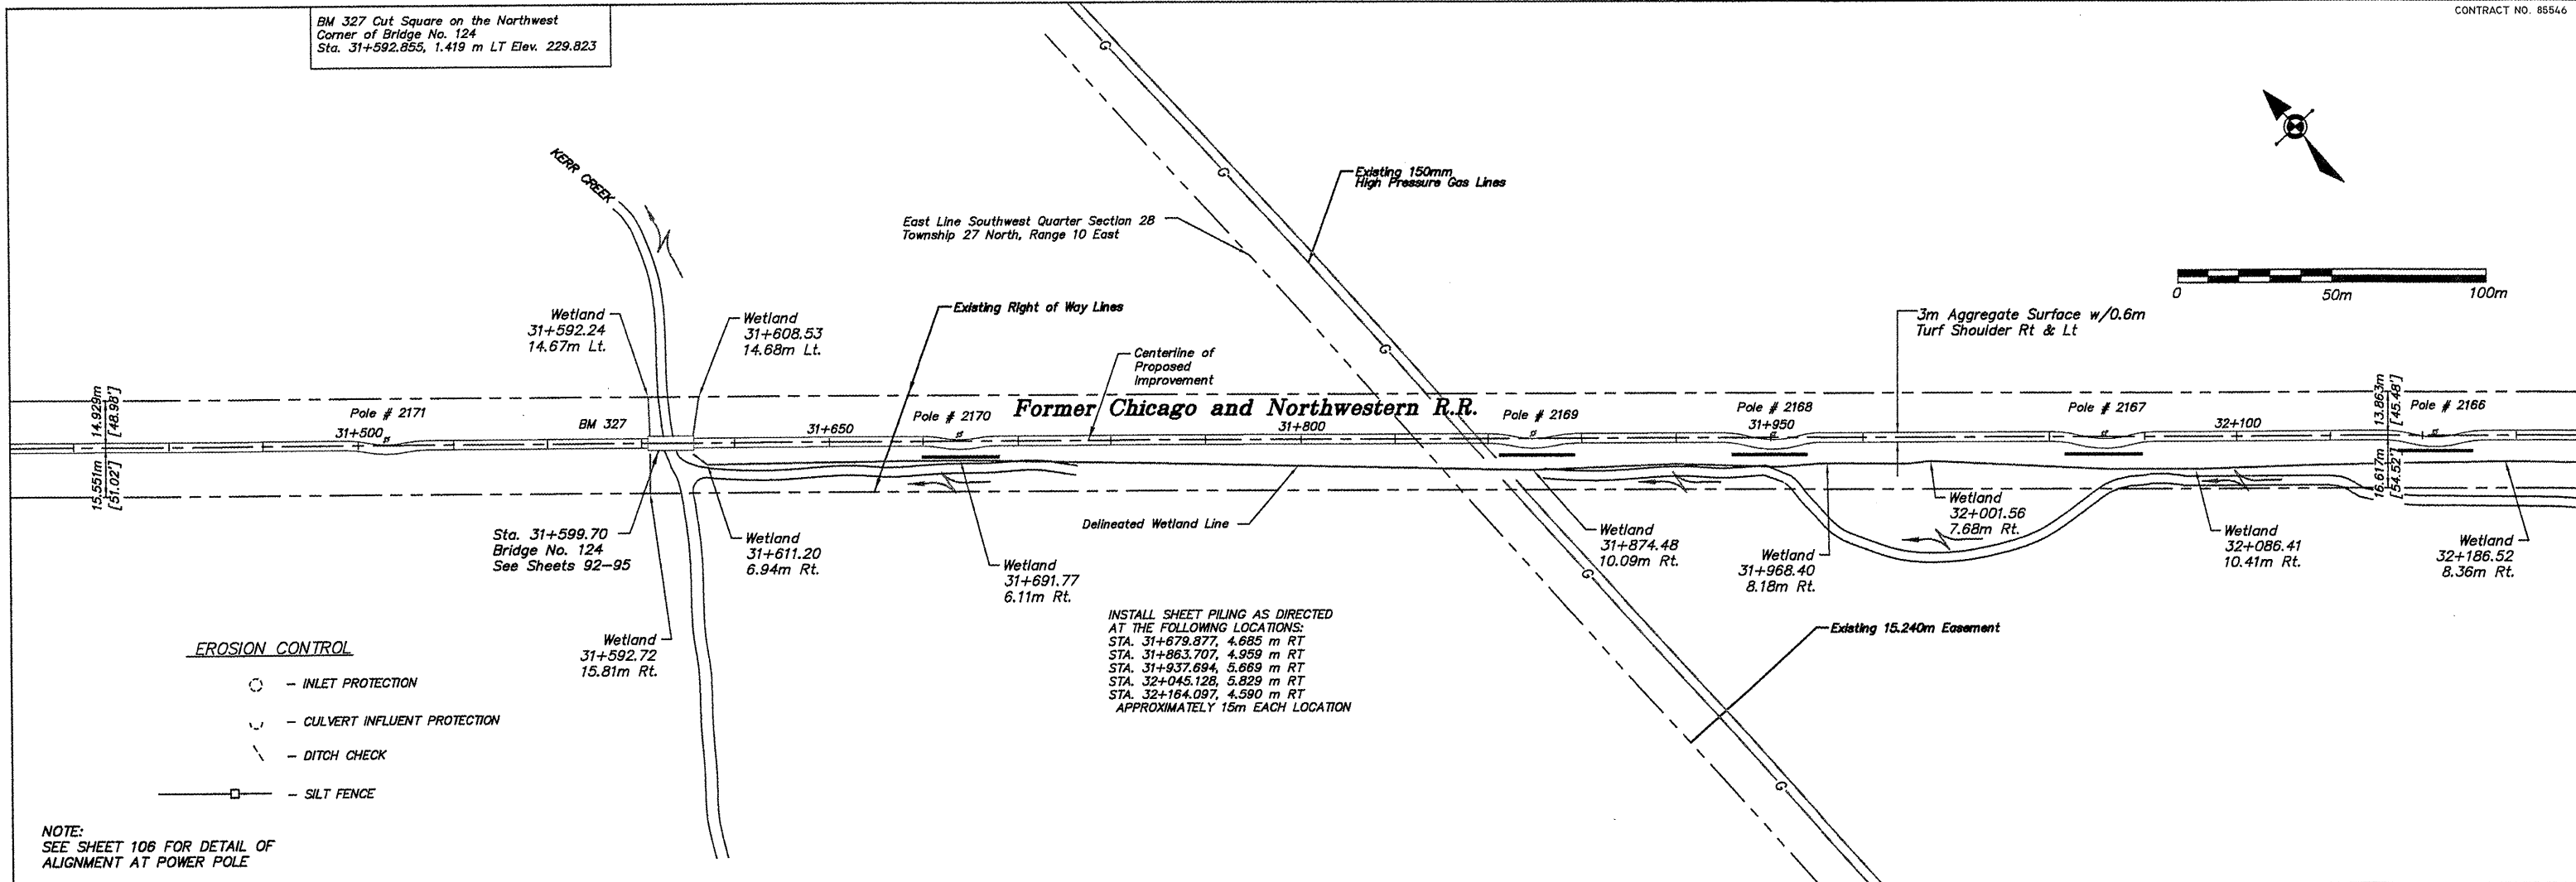 CONTRACT NO. 85546
BM 327 Cut Square on the Northwest
Corner of Bridge No. 124
Sta. 31+592.855, 1.419 m LT Elev. 229.823
KERR CREEK
G
G
G
Existing 150mm
High Pressure Gas Lines
East Line Southwest Quarter Section 28
Township 27 North, Range 10 East
0
50m
100m
Existing Right of Way Lines
Wetland
31+592.24
14.67m Lt.
Wetland
31+608.53
14.68m Lt.
3m Aggregate Surface w/0.6m
Turf Shoulder Rt & Lt
Centerline of
Proposed
Improvement
14.929m
[48.98']
13.863m
[45.48']
Former Chicago and Northwestern R.R.
Pole # 2171
Pole # 2170
Pole # 2169
Pole # 2168
Pole # 2167
Pole # 2166
31+500
BM 327
31+650
31+800
31+950
32+100
15.551m
[51.02']
16.617m
[54.52']
Sta. 31+599.70
Bridge No. 124
See Sheets 92-95
Wetland
31+611.20
6.94m Rt.
Wetland
31+691.77
6.11m Rt.
Delineated Wetland Line
Wetland
31+874.48
10.09m Rt.
Wetland
31+968.40
8.18m Rt.
Wetland
32+001.56
7.68m Rt.
Wetland
32+086.41
10.41m Rt.
Wetland
32+186.52
8.36m Rt.
G
Wetland
31+592.72
15.81m Rt.
INSTALL SHEET PILING AS DIRECTED
AT THE FOLLOWING LOCATIONS:
STA. 31+679.877, 4.685 m RT
STA. 31+863.707, 4.959 m RT
STA. 31+937.694, 5.669 m RT
STA. 32+045.128, 5.829 m RT
STA. 32+164.097, 4.590 m RT
APPROXIMATELY 15m EACH LOCATION
Existing 15.240m Easement
G
EROSION CONTROL
- INLET PROTECTION
- CULVERT INFLUENT PROTECTION
- DITCH CHECK
- SILT FENCE
NOTE:
SEE SHEET 106 FOR DETAIL OF
ALIGNMENT AT POWER POLE